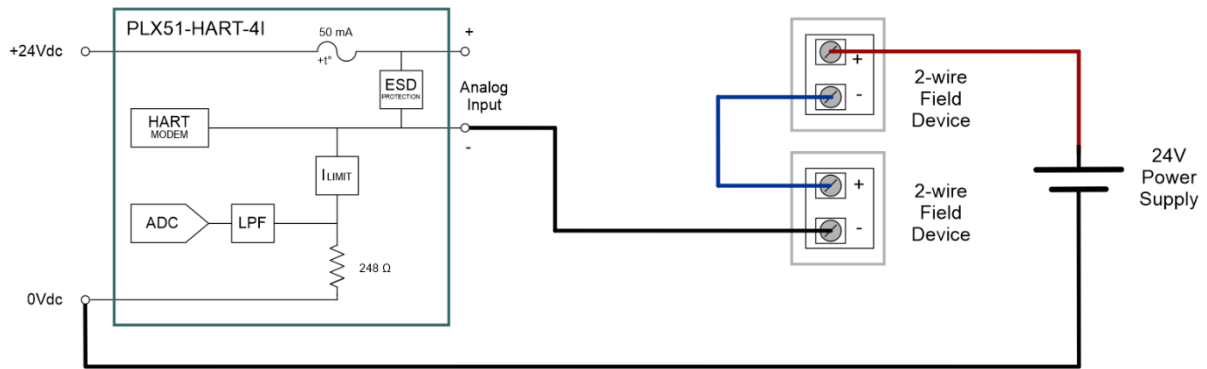 PLX51-HART-4I
+24Vdc
50 mA
+t°
+
ESD
PROTECTION
Analog
Input
-
HART
MODEM
I LIMIT
ADC
LPF
248 Ω
0Vdc
+
-
2-wire
Field
Device
+
-
2-wire
Field
Device
24V
Power
Supply